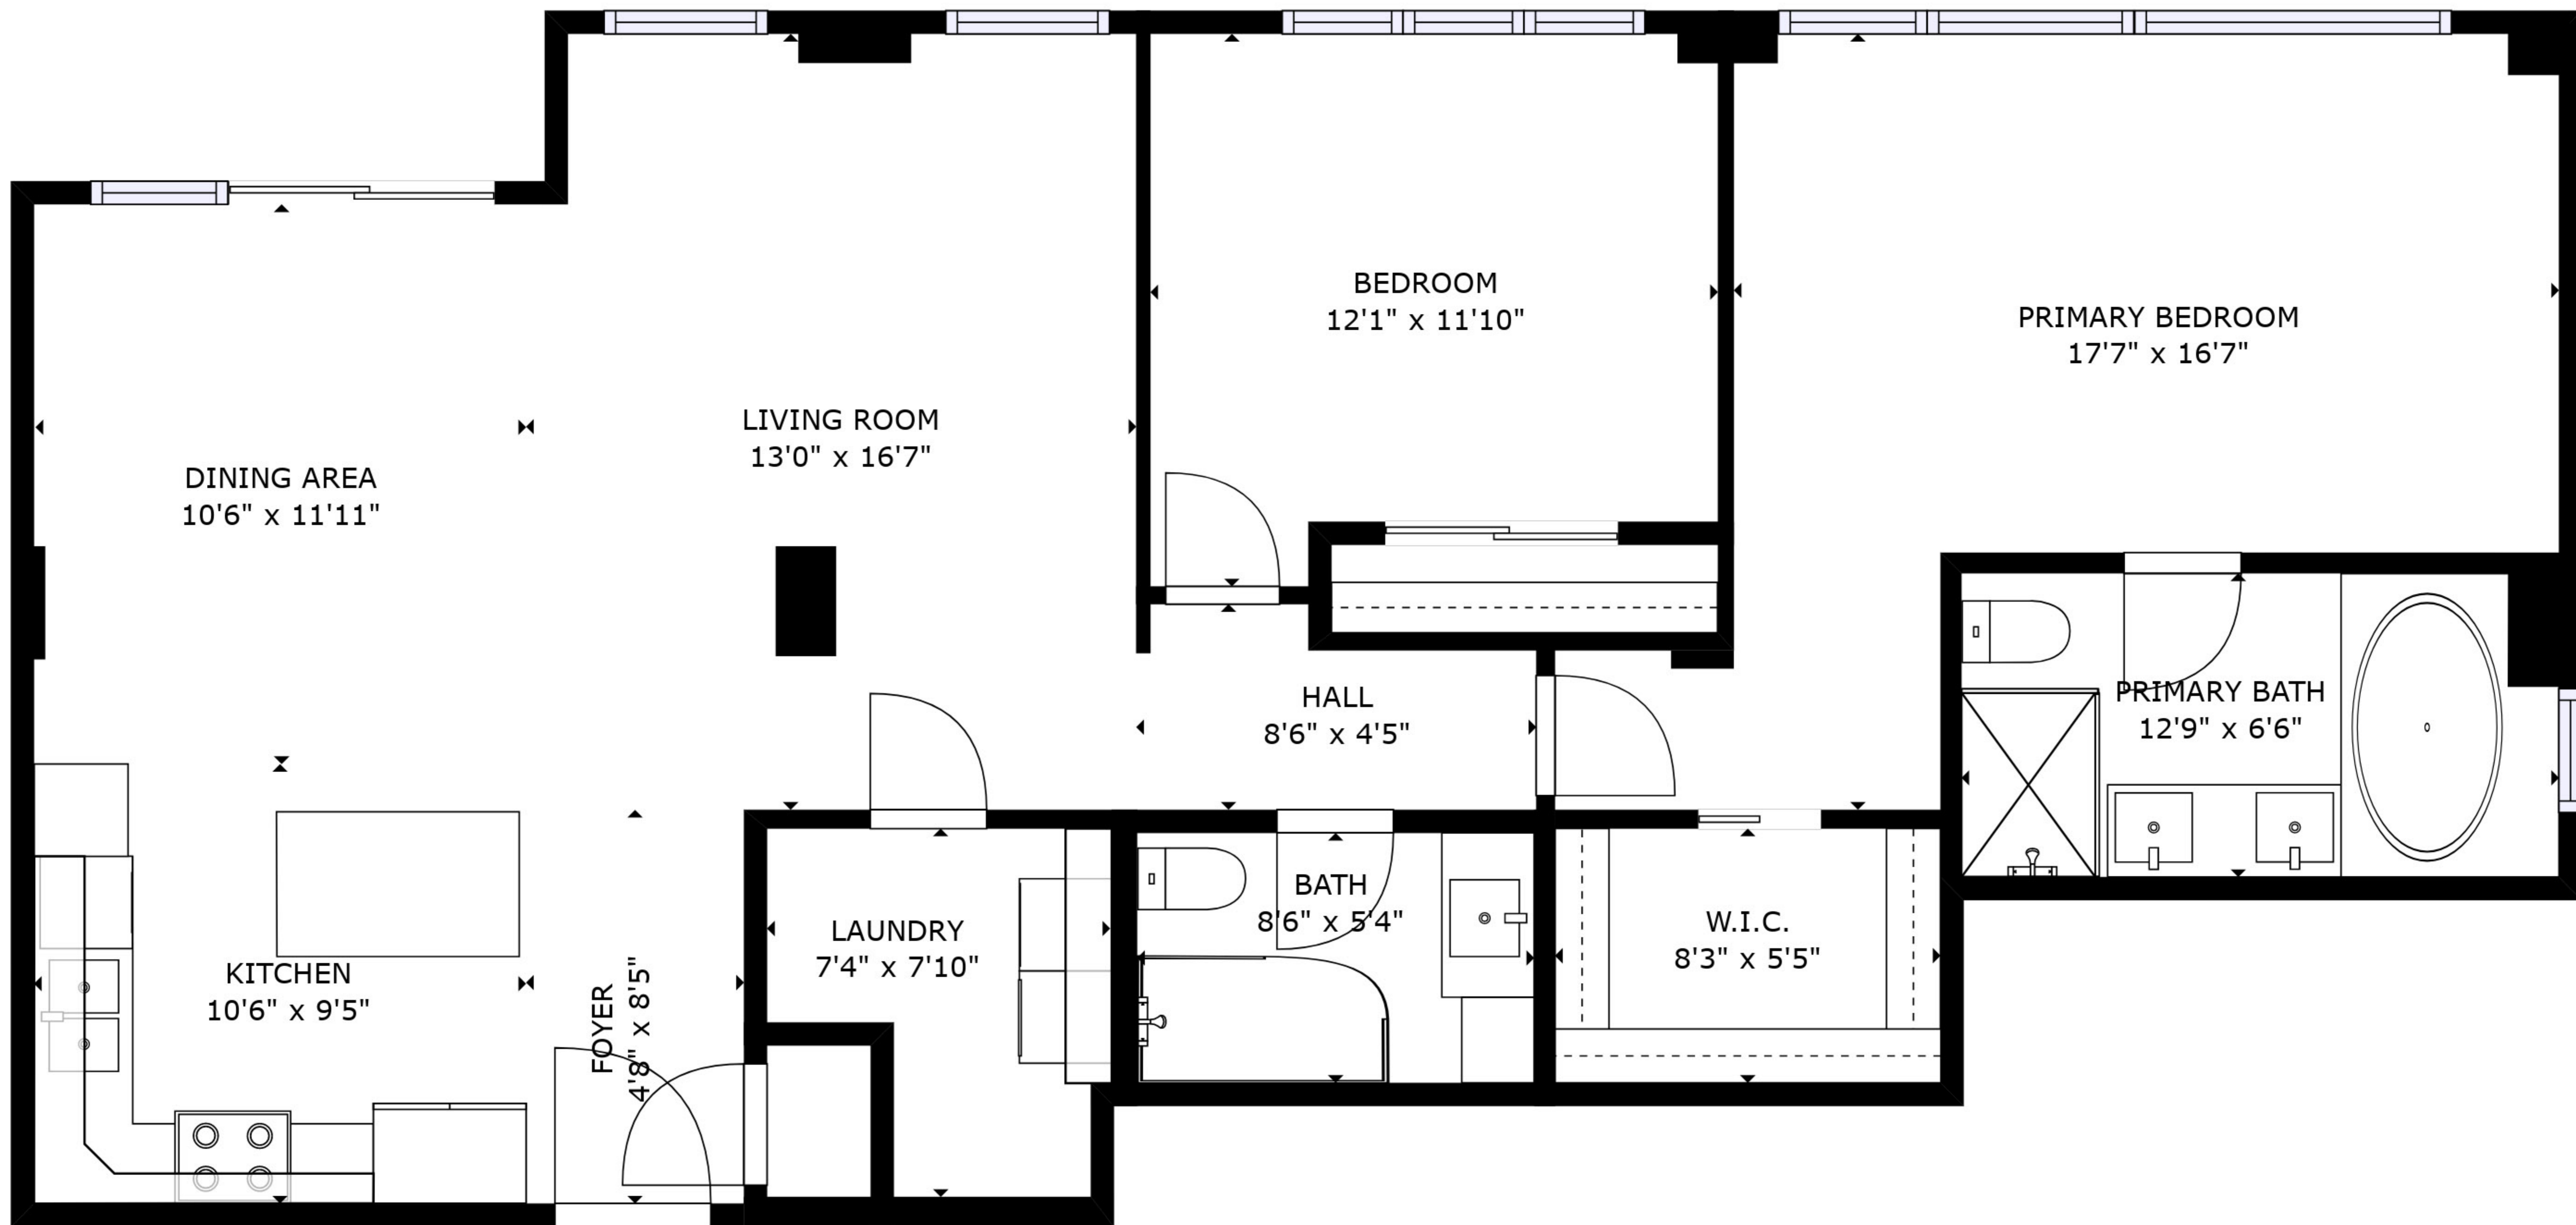 BEDROOM
12'1" x 11'10"
PRIMARY BEDROOM
17'7" x 16'7"
LIVING ROOM
13'0" x 16'7"
DINING AREA
10'6" x 11'11"
HALL
8'6" x 4'5"
PRIMARY BATH
12'9" x 6'6"
KITCHEN
10'6" x 9'5"
FOYER
4'8" x 8'5"
LAUNDRY
7'4" x 7'10"
BATH
8'6" x 5'4"
W.I.C.
8'3" x 5'5"